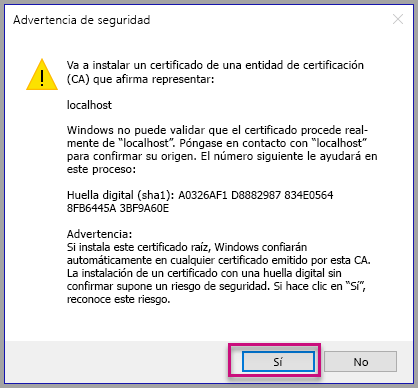 Advertencia de seguridad
Va a instalar un certificado de una entidad de certificación
(CA) que afirma representar:
localhost
Windows no puede validar que el certificado procede real-
mente de “localhost”. Póngase en contacto con “localhost”
para confirmar su origen. El número siguiente le ayudará en
este proceso:
Huella digital (sha1): A0326AF1 D8882987 834E0564
8FB6445A 3BF9A60E
Advertencia:
Si instala este certificado raíz, Windows confiarán
automáticamente en cualquier certificado emitido por esta CA.
La instalación de un certificado con una huella digital sin
confirmar supone un riesgo de seguridad. Si hace clic en “Sí”,
reconoce este riesgo.
Sí
No